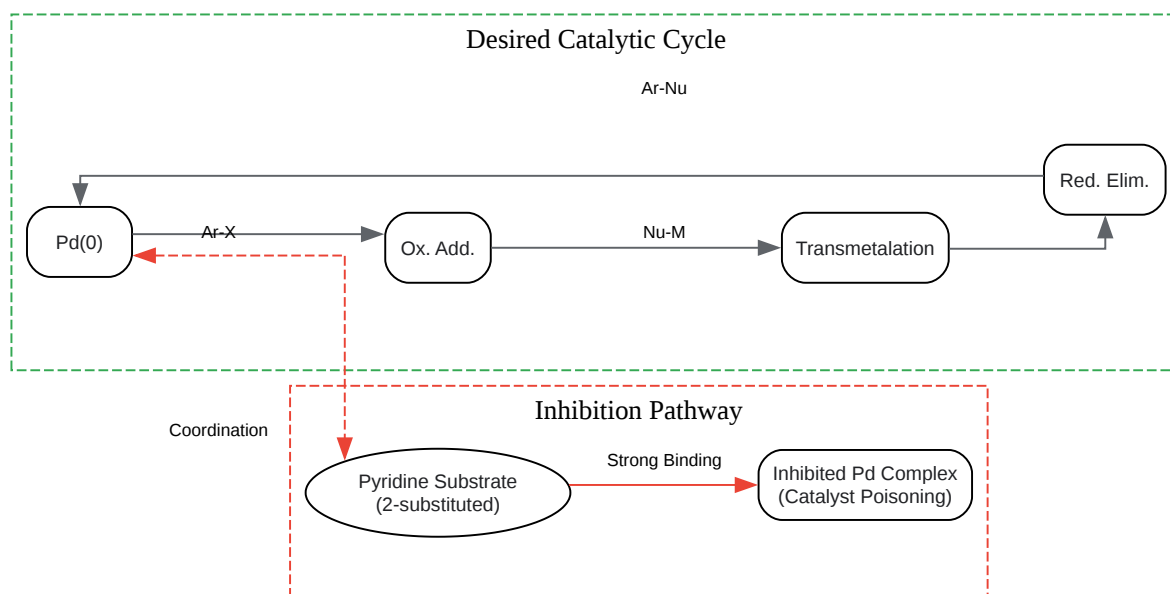 Desired Catalytic Cycle
Ar-Nu
Red. Elim.
Pd(0)
Ar-X
Ox. Add.
Nu-M
Transmetalation
Inhibition Pathway
Coordination
Pyridine Substrate
(2-substituted)
Strong Binding
Inhibited Pd Complex
(Catalyst Poisoning)